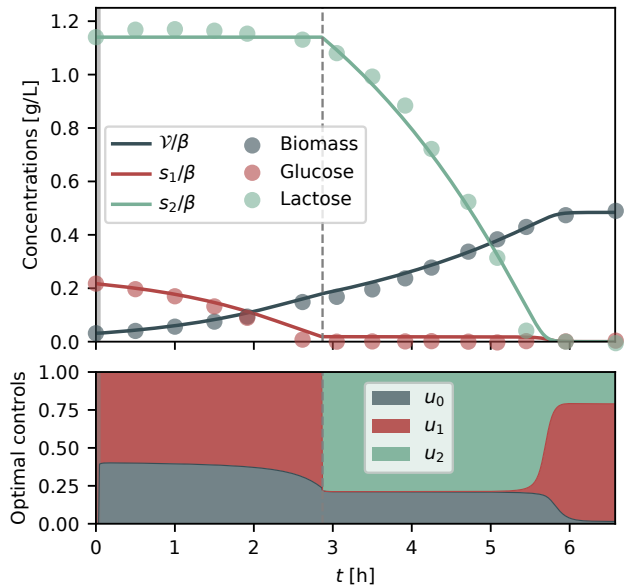 1.2
1.0
0.8
0.6
0.4
0.2
0.0
Concentrations [g/L]
𝒱/β
s₁/β
s₂/β
Biomass
Glucose
Lactose
1.00
0.75
0.50
0.25
0.00
Optimal controls
u₀
u₁
u₂
0 1 2 3 4 5 6
t [h]